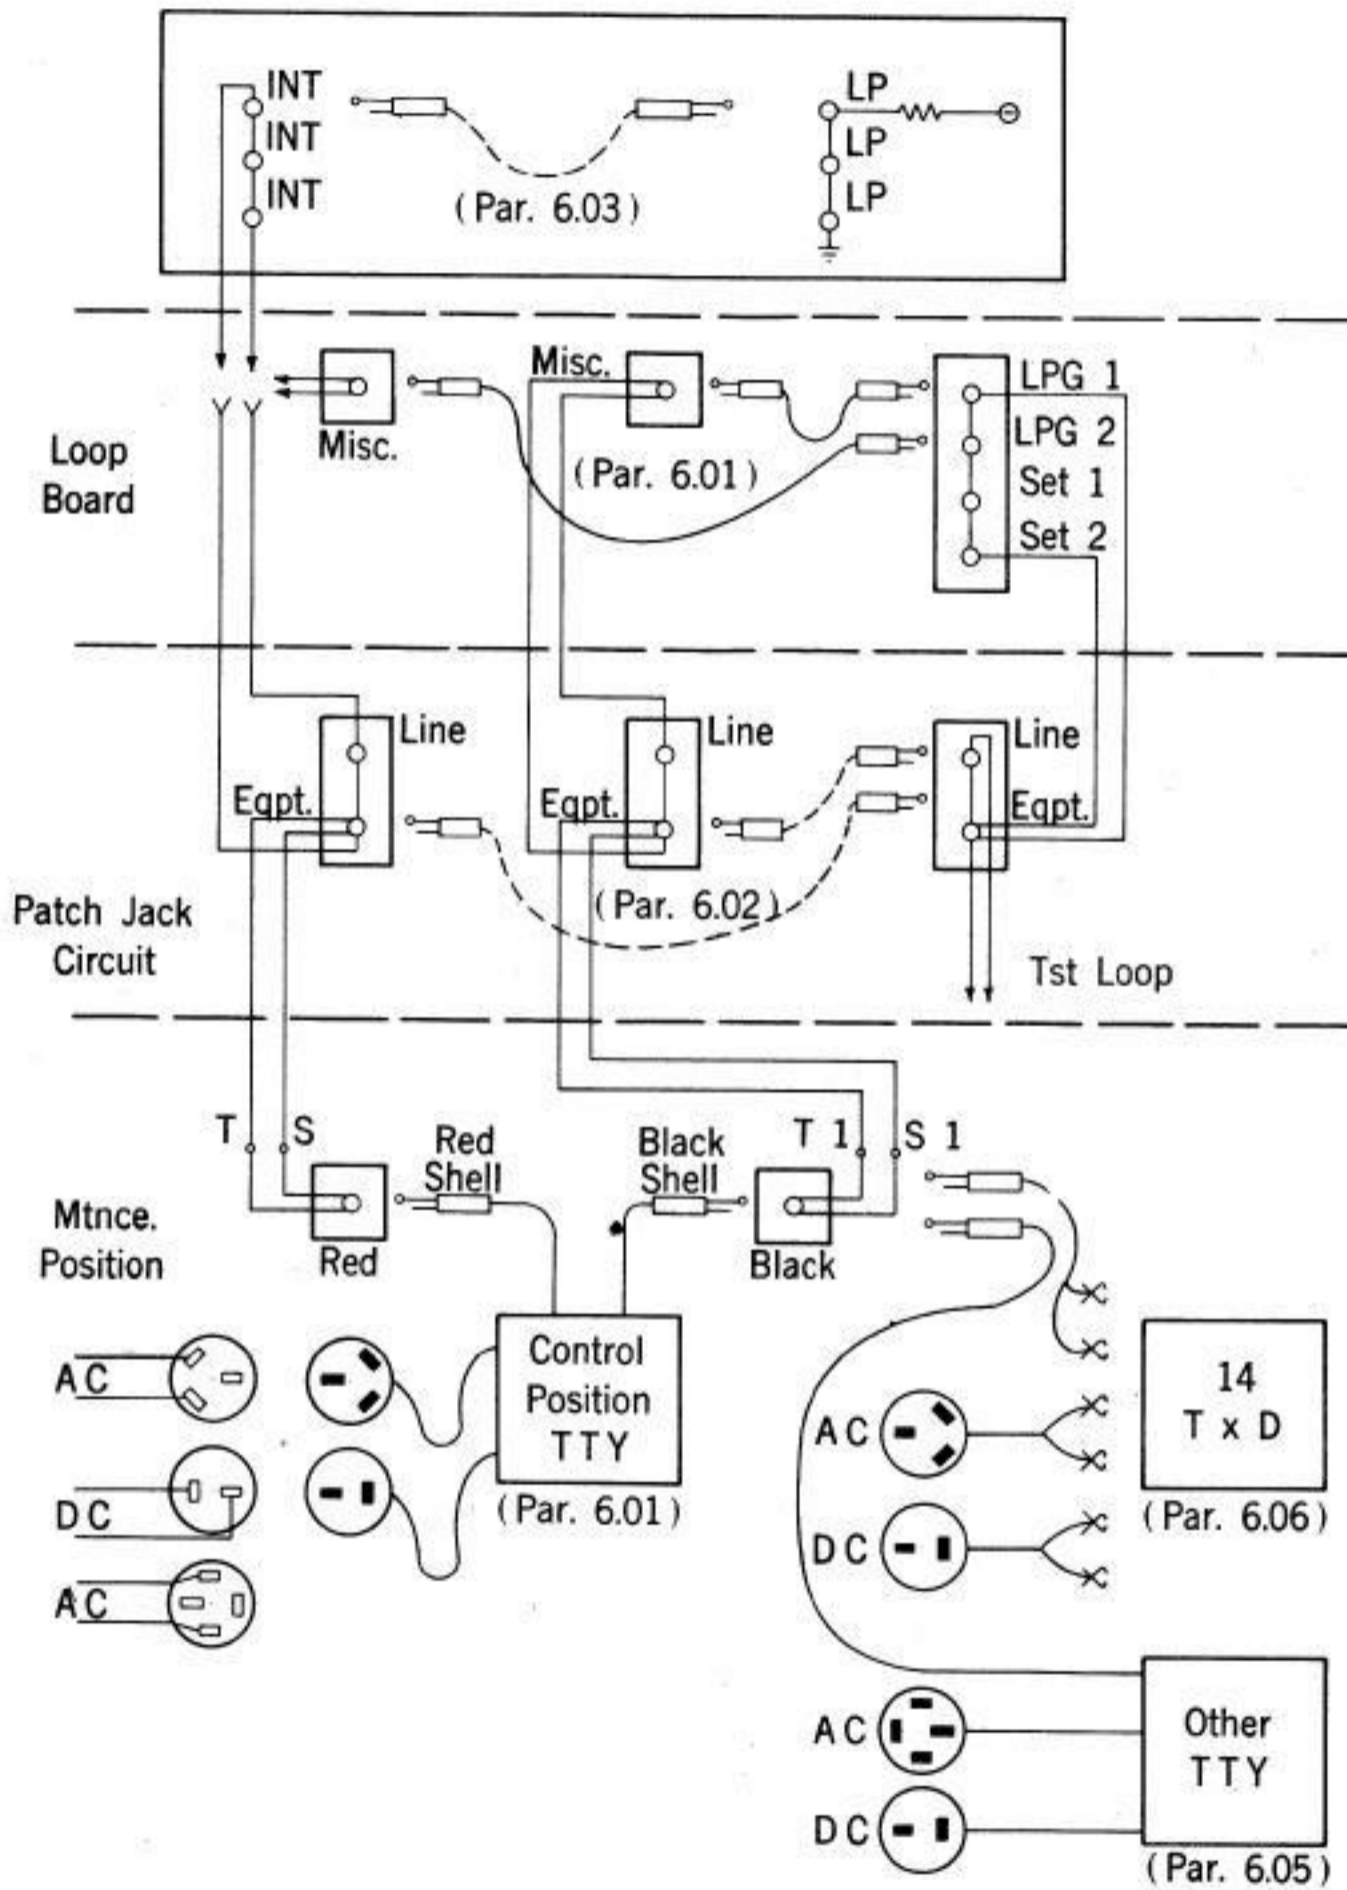 INT
INT
INT
(Par. 6.03)
LP
LP
LP
Loop
Board
Misc.
Misc.
(Par. 6.01)
LPG 1
LPG 2
Set 1
Set 2
Patch Jack
Circuit
Line
Eqpt.
Line
Eqpt.
(Par. 6.02)
Line
Eqpt.
Tst Loop
Mtnce.
Position
T
S
Red
Shell
Red
Black
Shell
T 1
S 1
Black
AC
DC
AC
Control
Position
TTY
(Par. 6.01)
AC
DC
14
T x D
(Par. 6.06)
AC
DC
Other
TTY
(Par. 6.05)